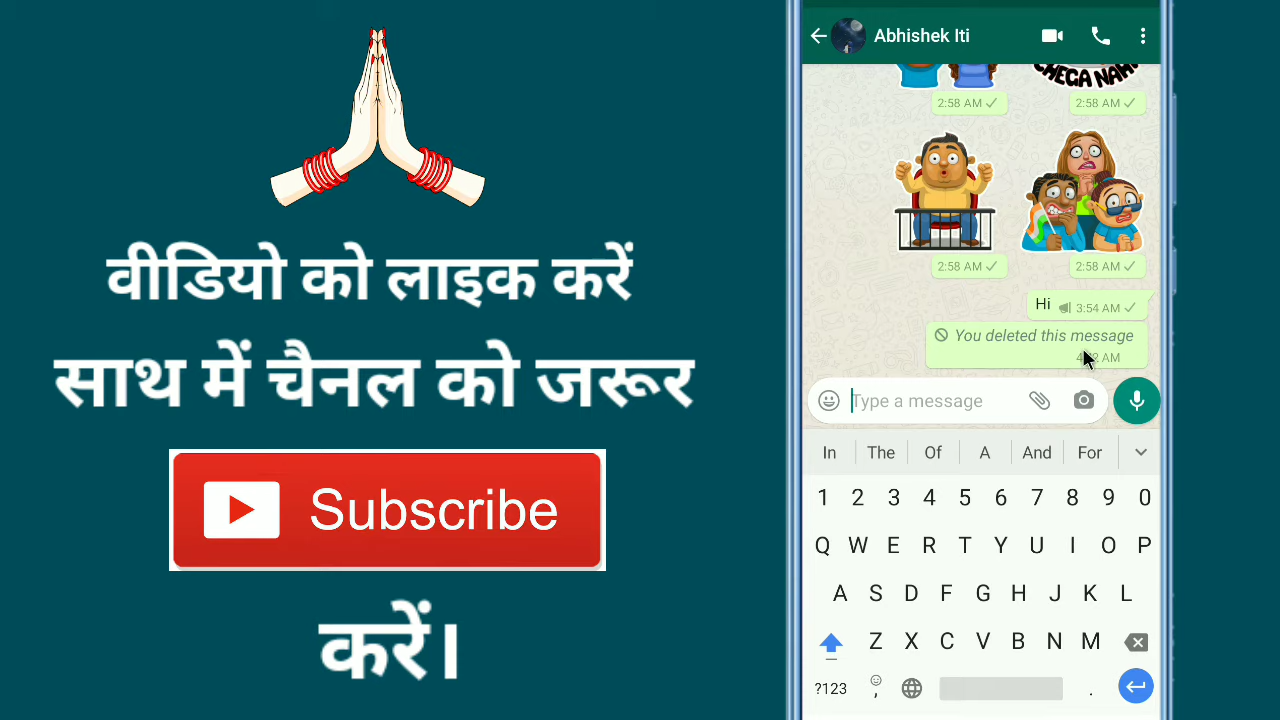 वीडियो को लाइक करें
साथ में चैनल को जरूर
Subscribe
करें।
Abhishek Iti
2:58 AM
2:58 AM
2:58 AM
2:58 AM
Hi 3:54 AM
You deleted this message
AM
Type a message
In The Of A And For
1 2 3 4 5 6 7 8 9 0
Q W E R T Y U I O P
A S D F G H J K L
Z X C V B N M
?123 , .